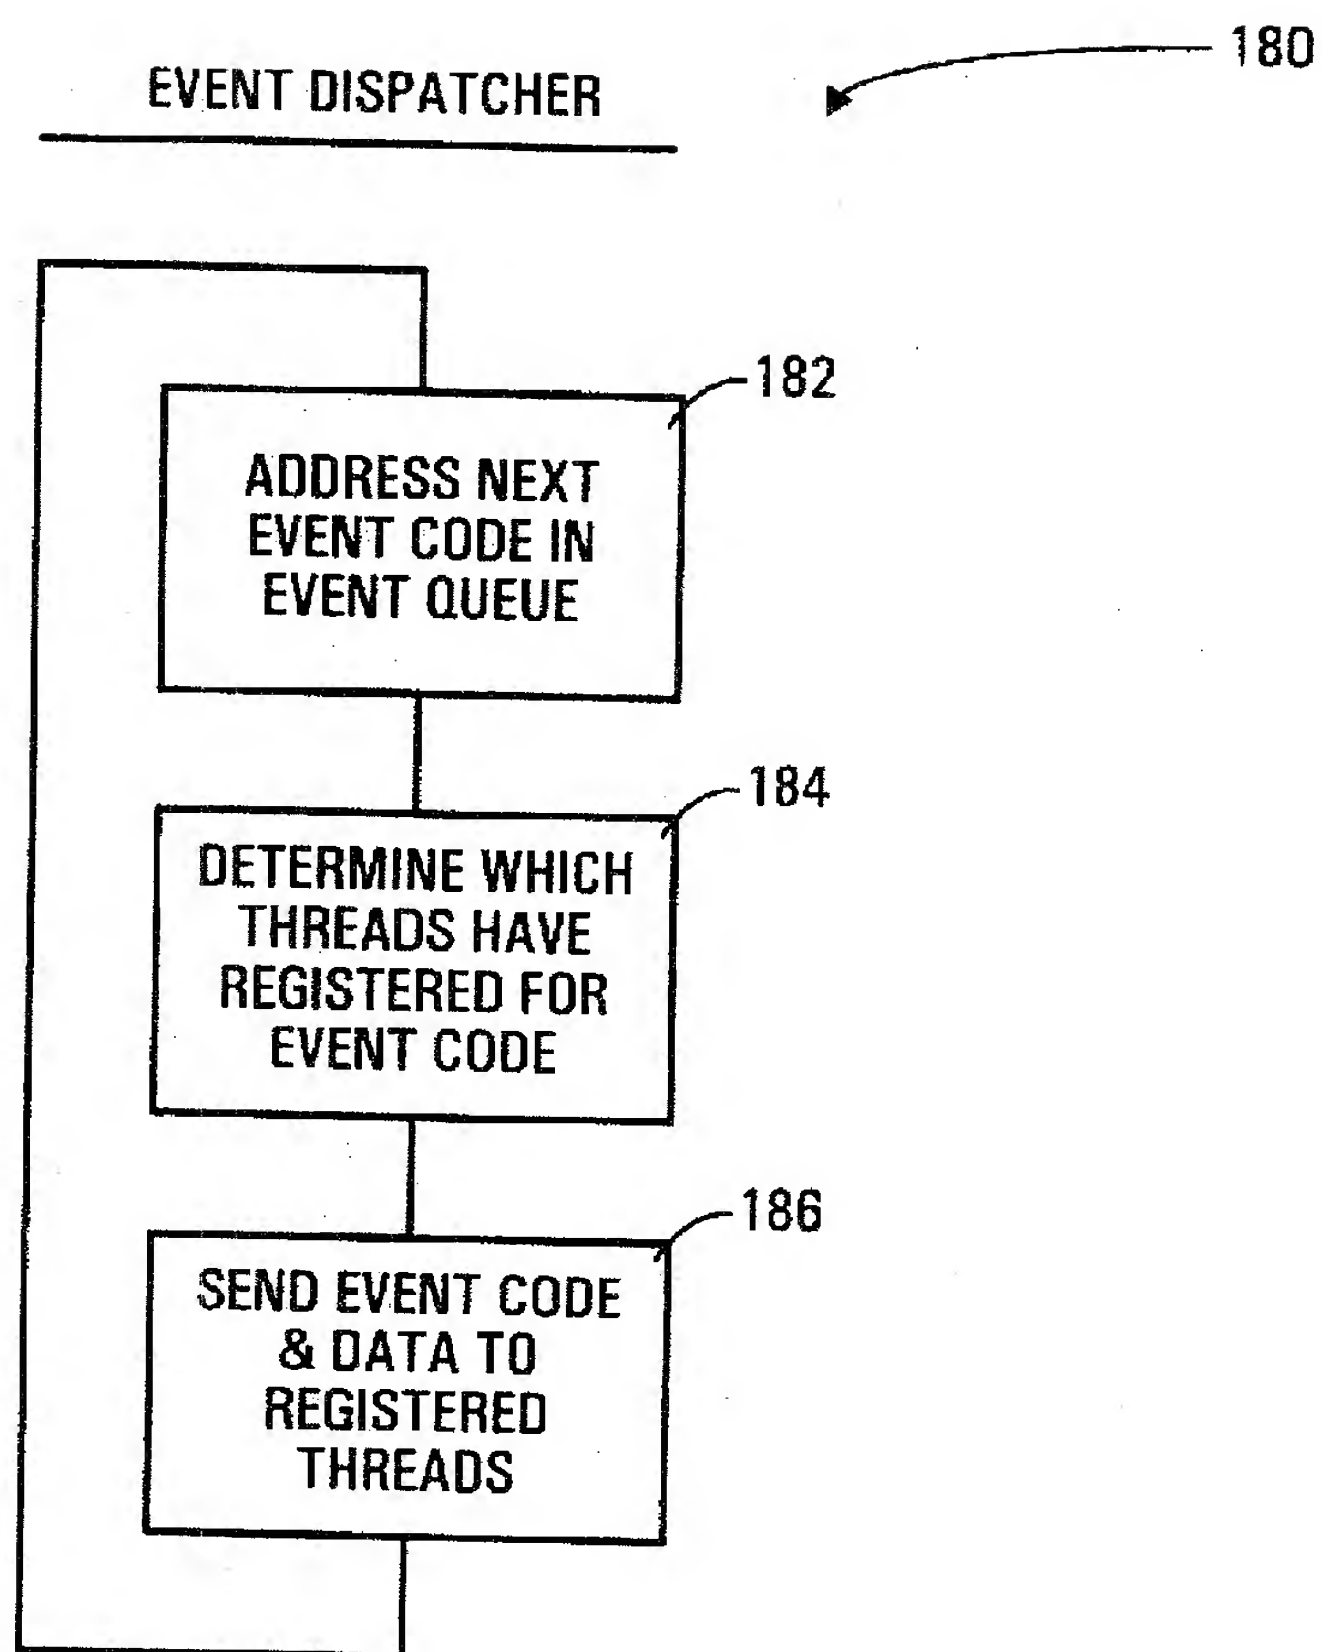 180
EVENT DISPATCHER
182
ADDRESS NEXT
EVENT CODE IN
EVENT QUEUE
184
DETERMINE WHICH
THREADS HAVE
REGISTERED FOR
EVENT CODE
186
SEND EVENT CODE
& DATA TO
REGISTERED
THREADS